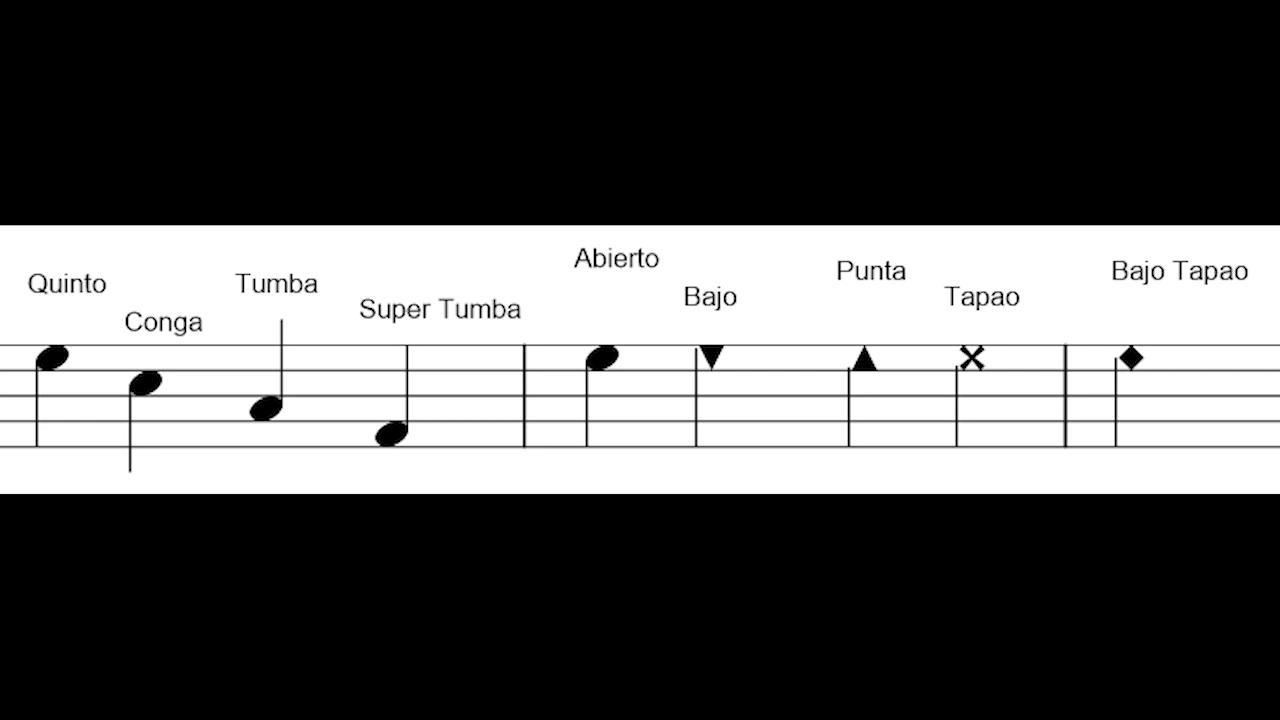 Quinto
Conga
Tumba
Super Tumba
Abierto
Bajo
Punta
Tapao
Bajo Tapao